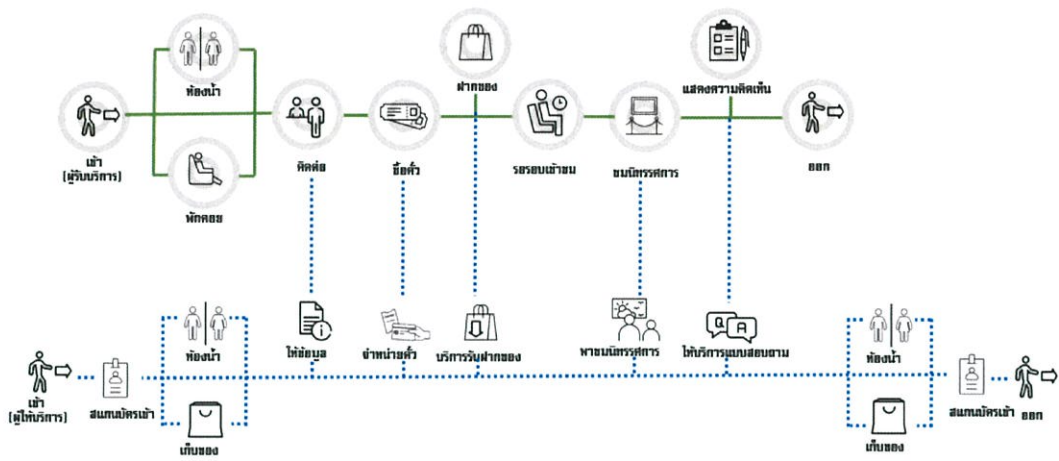 ห้องน้ำ
ฝากของ
แสดงความคิดเห็น
เข้า
(ผู้รับบริการ)
พักคอย
ติดต่อ
ซื้อตั๋ว
รอรอบเข้าชม
ชมนิทรรศการ
ออก
ห้องน้ำ
ให้ข้อมูล
จำหน่ายตั๋ว
บริการรับฝากของ
พาชมนิทรรศการ
Q A
ให้บริการแบบสอบถาม
ห้องน้ำ
เข้า
(ผู้ให้บริการ)
สแกนบัตรเข้า
เก็บของ
เก็บของ
สแกนบัตรเข้า
ออก